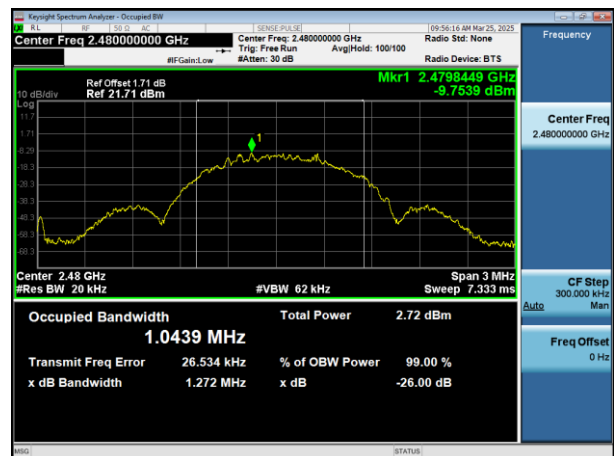 Keysight Spectrum Analyzer - Occupied BW
RL RF 50 Ω AC SENSE:PULSE 09:56:16 AM Mar 25, 2025
Center Freq 2.480000000 GHz Center Freq: 2.480000000 GHz Radio Std: None Frequency
Trig: Free Run Avg|Hold: 100/100
#IFGain:Low #Atten: 30 dB Radio Device: BTS
Ref Offset 1.71 dB Mkr1 2.4798449 GHz
10 dB/div Ref 21.71 dBm -9.7539 dBm
Log
11.7
1.71
-8.29
-18.3
-28.3
-38.3
-48.3
-58.3
-68.3
1
Center Freq
2.480000000 GHz
Center 2.48 GHz Span 3 MHz
#Res BW 20 kHz #VBW 62 kHz Sweep 7.333 ms
CF Step
300.000 kHz
Auto Man
Occupied Bandwidth Total Power 2.72 dBm
1.0439 MHz
Transmit Freq Error 26.534 kHz % of OBW Power 99.00 %
x dB Bandwidth 1.272 MHz x dB -26.00 dB
Freq Offset
0 Hz
MSG STATUS